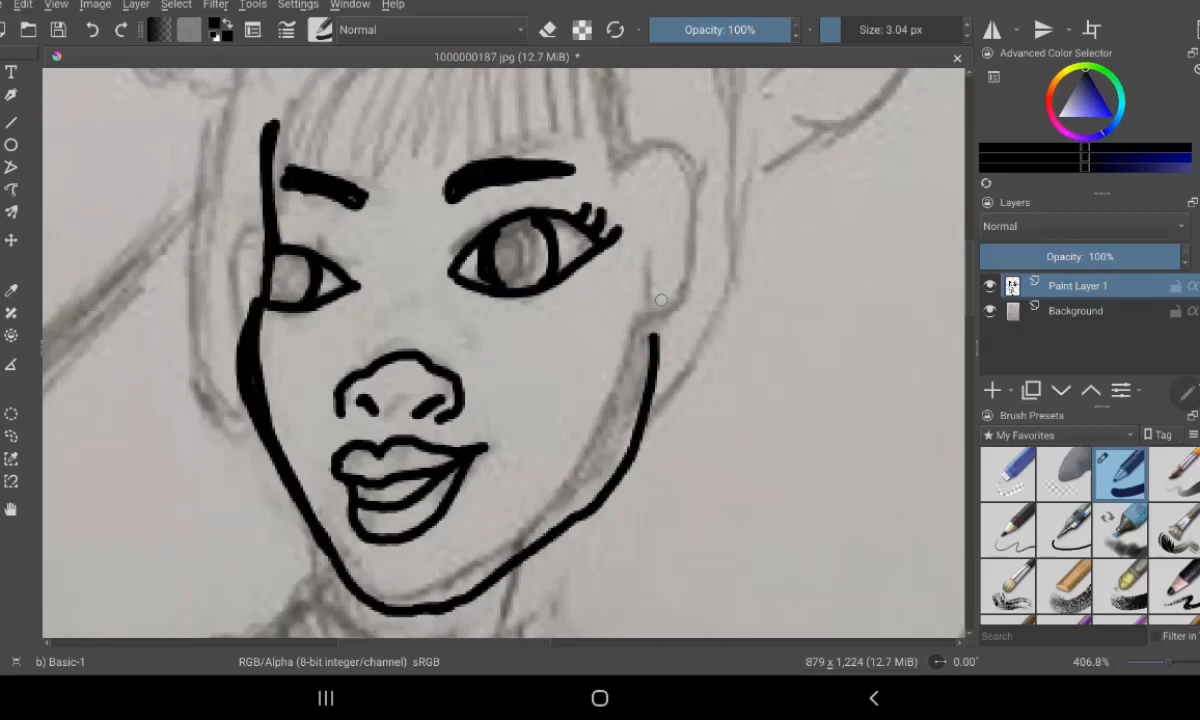 Edit View Image Layer Select Filter Tools Settings Window Help
Normal
Opacity: 100%
Size: 3.04 px
1000000187.jpg (12.7 MiB) *
Advanced Color Selector
Layers
Normal
Opacity: 100%
Paint Layer 1
Background
Brush Presets
My Favorites
Tag
Search
Filter in
b) Basic-1
RGB/Alpha (8-bit integer/channel) sRGB
879 x 1,224 (12.7 MiB)
0.00°
406.8%